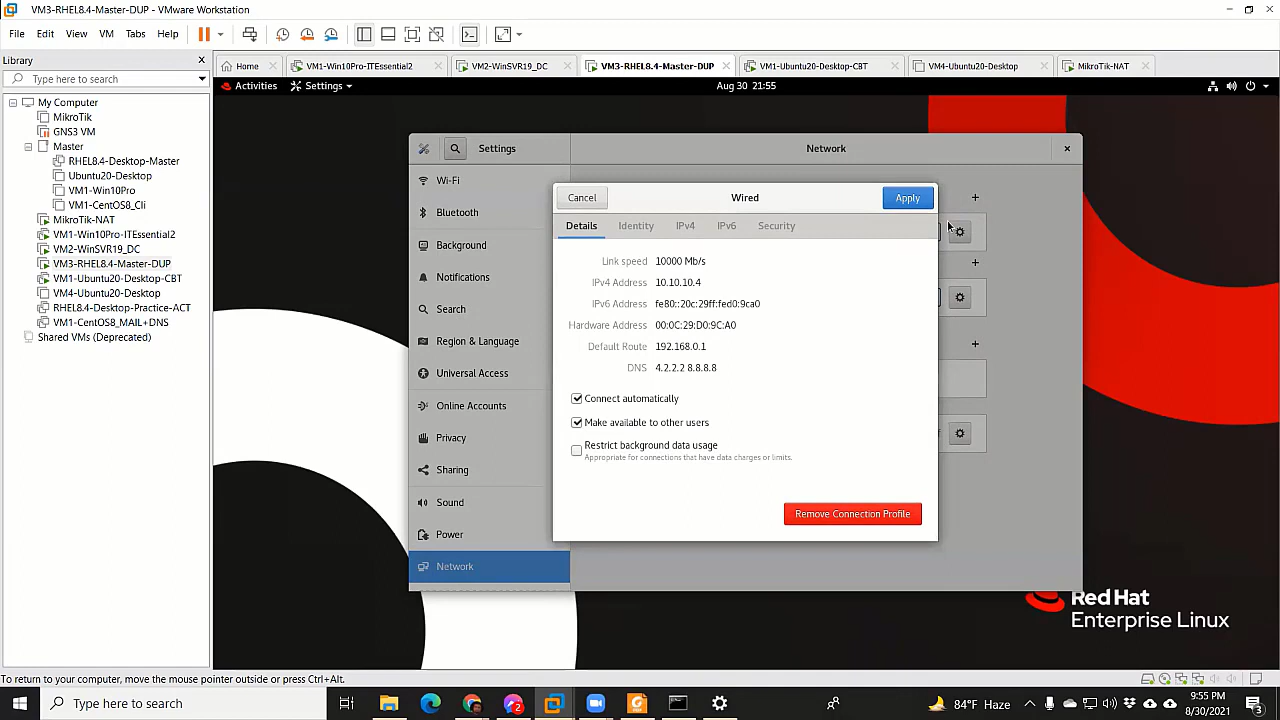 VM3-RHEL8.4-Master-DUP - VMware Workstation
File Edit View VM Tabs Help
Library
Type here to search
My Computer
MikroTik
GNS3 VM
Master
RHEL8.4-Desktop-Master
Ubuntu20-Desktop
VM1-Win10Pro
VM1-CentOS8_Cli
MikroTik-NAT
VM1-Win10Pro-ITEssential2
VM2-WinSVR19_DC
VM3-RHEL8.4-Master-DUP
VM1-Ubuntu20-Desktop-CBT
VM4-Ubuntu20-Desktop
RHEL8.4-Desktop-Practice-ACT
VM1-CentOS8_MAIL+DNS
Shared VMs (Deprecated)
Home VM1-Win10Pro-ITEssential2 VM2-WinSVR19_DC VM3-RHEL8.4-Master-DUP VM1-Ubuntu20-Desktop-CBT VM4-Ubuntu20-Desktop MikroTik-NAT
Activities Settings Aug 30 21:55
Settings Network
Wi-Fi
Bluetooth
Background
Notifications
Search
Region & Language
Universal Access
Online Accounts
Privacy
Sharing
Sound
Power
Network
Cancel Wired Apply
Details Identity IPv4 IPv6 Security
Link speed 10000 Mb/s
IPv4 Address 10.10.10.4
IPv6 Address fe80::20c:29ff:fed0:9ca0
Hardware Address 00:0C:29:D0:9C:A0
Default Route 192.168.0.1
DNS 4.2.2.2 8.8.8.8
Connect automatically
Make available to other users
Restrict background data usage
Appropriate for connections that have data charges or limits.
Remove Connection Profile
Red Hat
Enterprise Linux
To return to your computer, move the mouse pointer outside or press Ctrl+Alt.
Type here to search
84°F Haze
9:55 PM
8/30/2021